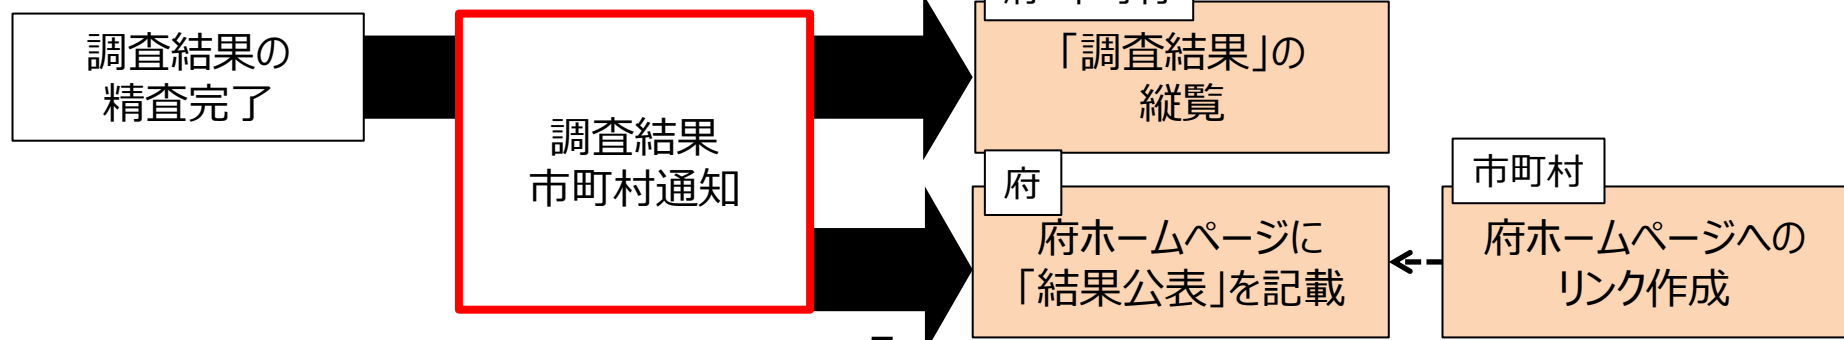 調査結果の
精査完了
調査結果
市町村通知
「調査結果」の
縦覧
府
府ホームページに
「結果公表」を記載
市町村
府ホームページへの
リンク作成